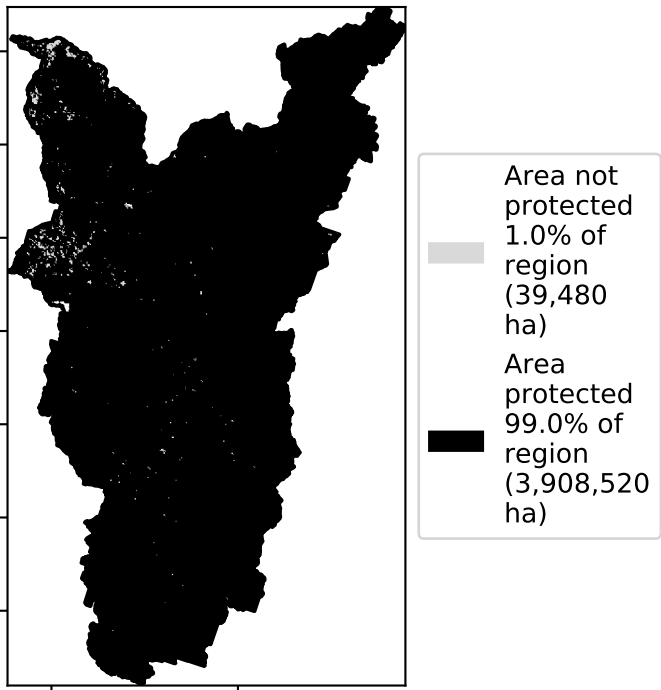 Area not
protected
1.0% of
region
(39,480
ha)
Area
protected
99.0% of
region
(3,908,520
ha)